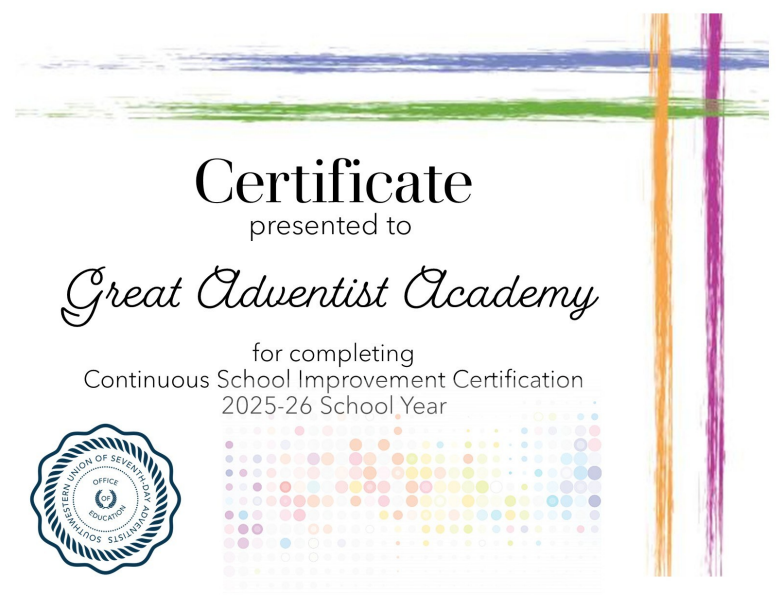 Certificate
presented to
Great Adventist Academy
for completing
Continuous School Improvement Certification
2025-26 School Year
SOUTHWESTERN UNION OF SEVENTH-DAY ADVENTISTS
OFFICE
OF
EDUCATION